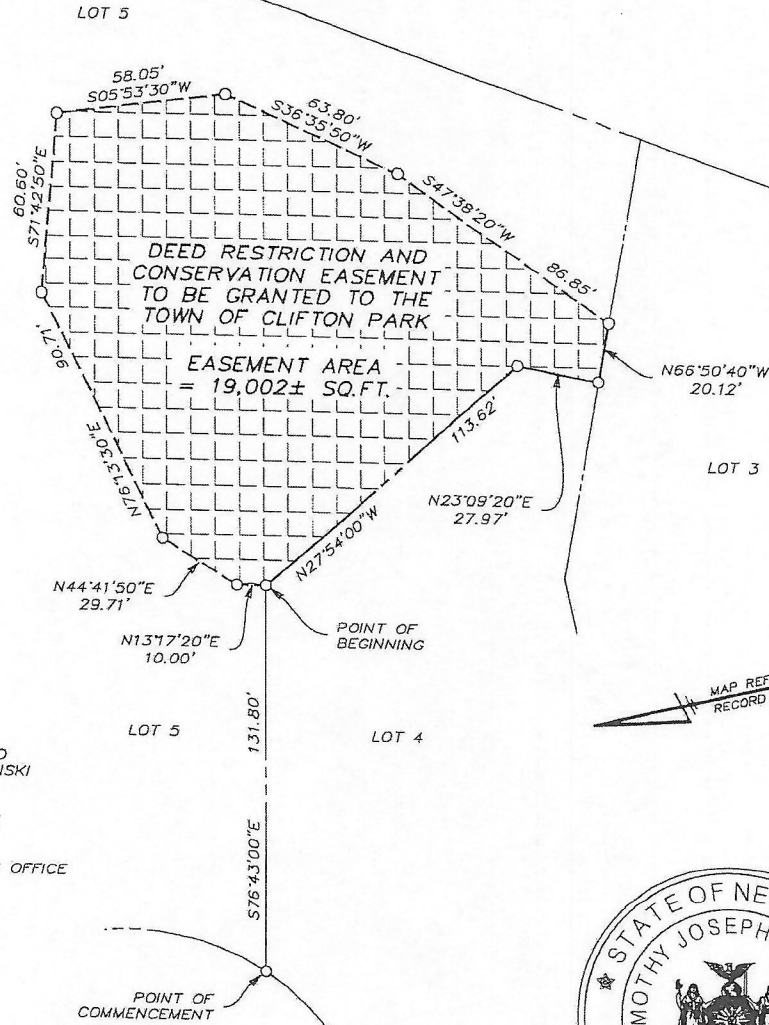 LOT 5
58.05'
S05°53'30"W
63.80'
S36°35'50"W
S47°38'20"W
86.85'
60.60'
S71°42'50"E
DEED RESTRICTION AND
CONSERVATION EASEMENT
TO BE GRANTED TO THE
TOWN OF CLIFTON PARK
EASEMENT AREA
= 19,002± SQ.FT.
N66°50'40"W
20.12'
90.71'
N76°13'30"E
113.62'
N27°54'00"W
LOT 3
N23°09'20"E
27.97'
N44°41'50"E
29.71'
N13°17'20"E
10.00'
POINT OF
BEGINNING
LOT 5
131.80'
LOT 4
MAP REF
RECORD
S76°43'00"E
OFFICE
POINT OF
COMMENCEMENT
STATE OF NE
MOTHY JOSEPH